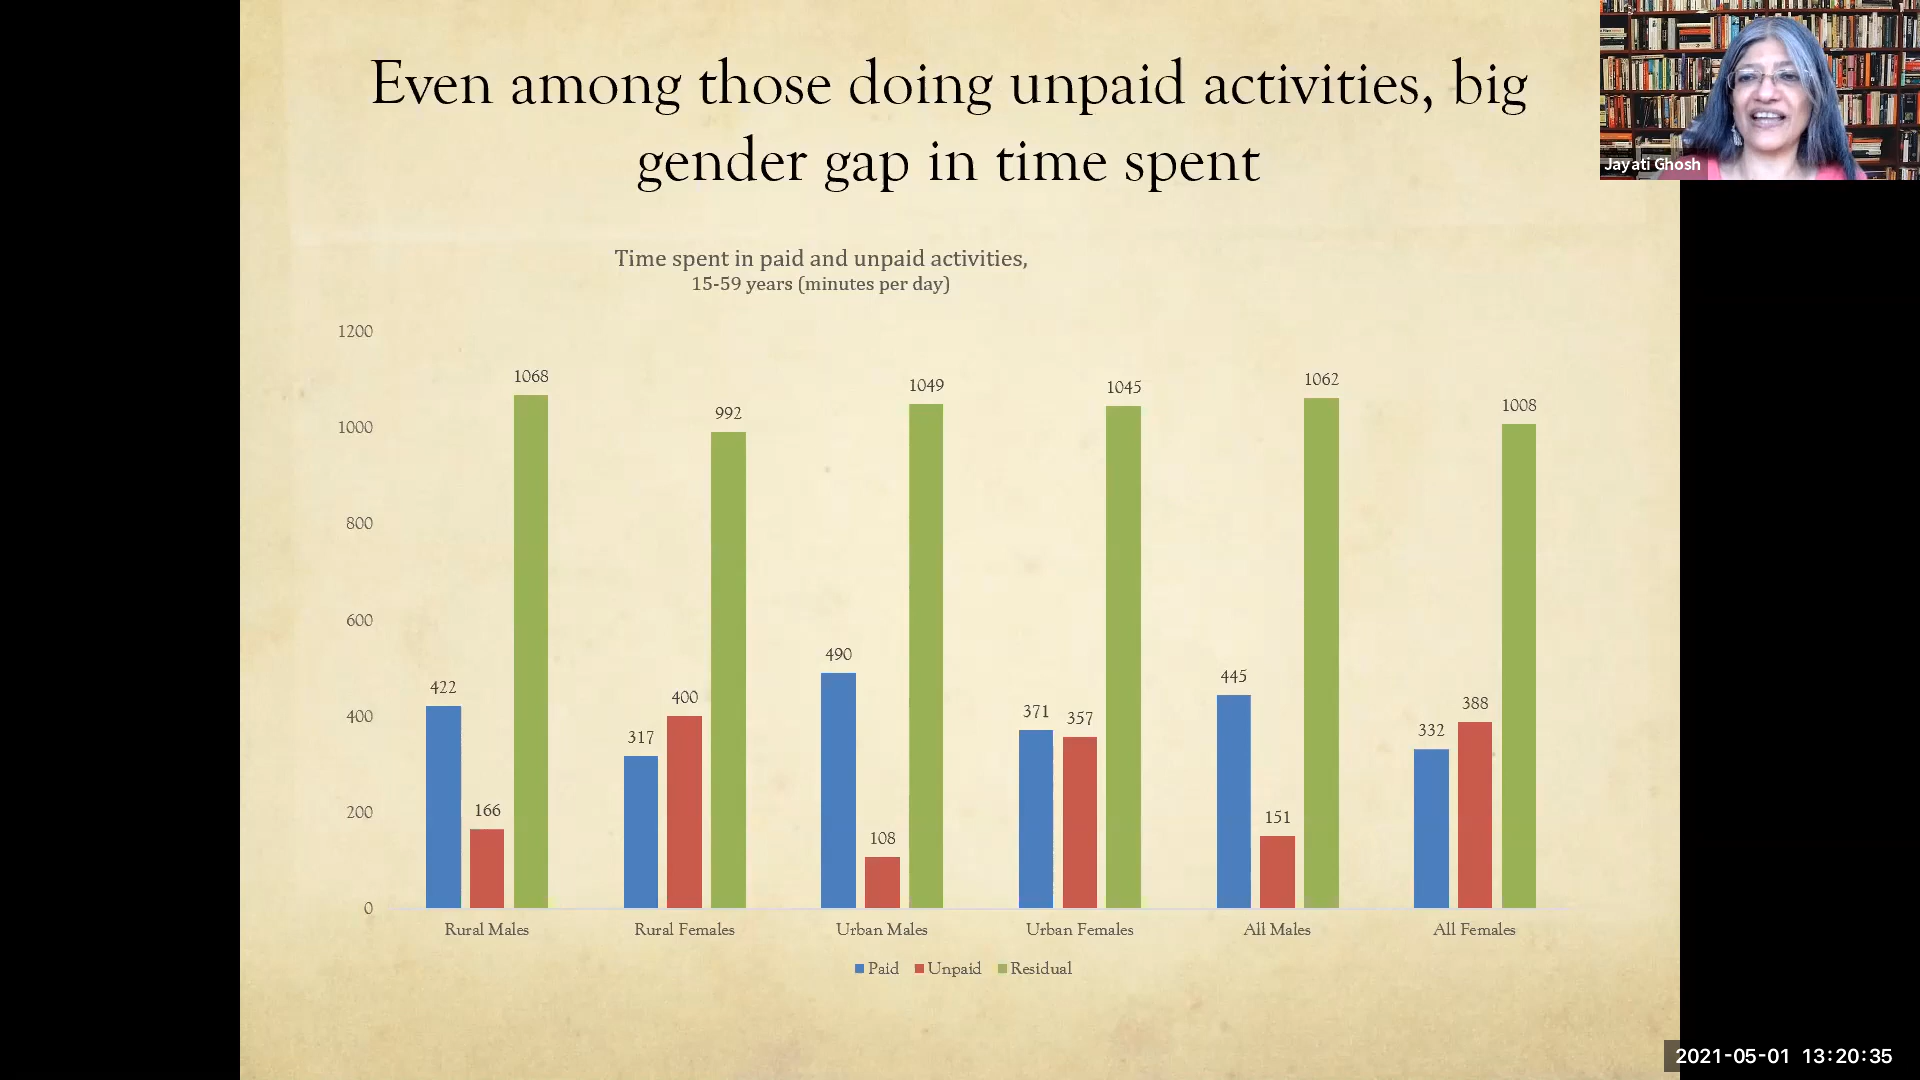 Even among those doing unpaid activities, big
gender gap in time spent
Jayati Ghosh
Time spent in paid and unpaid activities,
15-59 years (minutes per day)
1200
1000
800
600
400
200
0
422
166
1068
317
400
992
490
108
1049
371
357
1045
445
151
1062
332
388
1008
Rural Males
Rural Females
Urban Males
Urban Females
All Males
All Females
Paid
Unpaid
Residual
2021-05-01 13:20:35